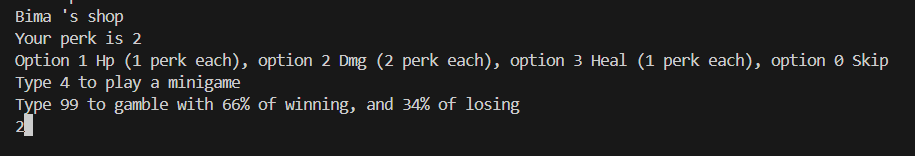 Bima 's shop
Your perk is 2
Option 1 Hp (1 perk each), option 2 Dmg (2 perk each), option 3 Heal (1 perk each), option 0 Skip
Type 4 to play a minigame
Type 99 to gamble with 66% of winning, and 34% of losing
2